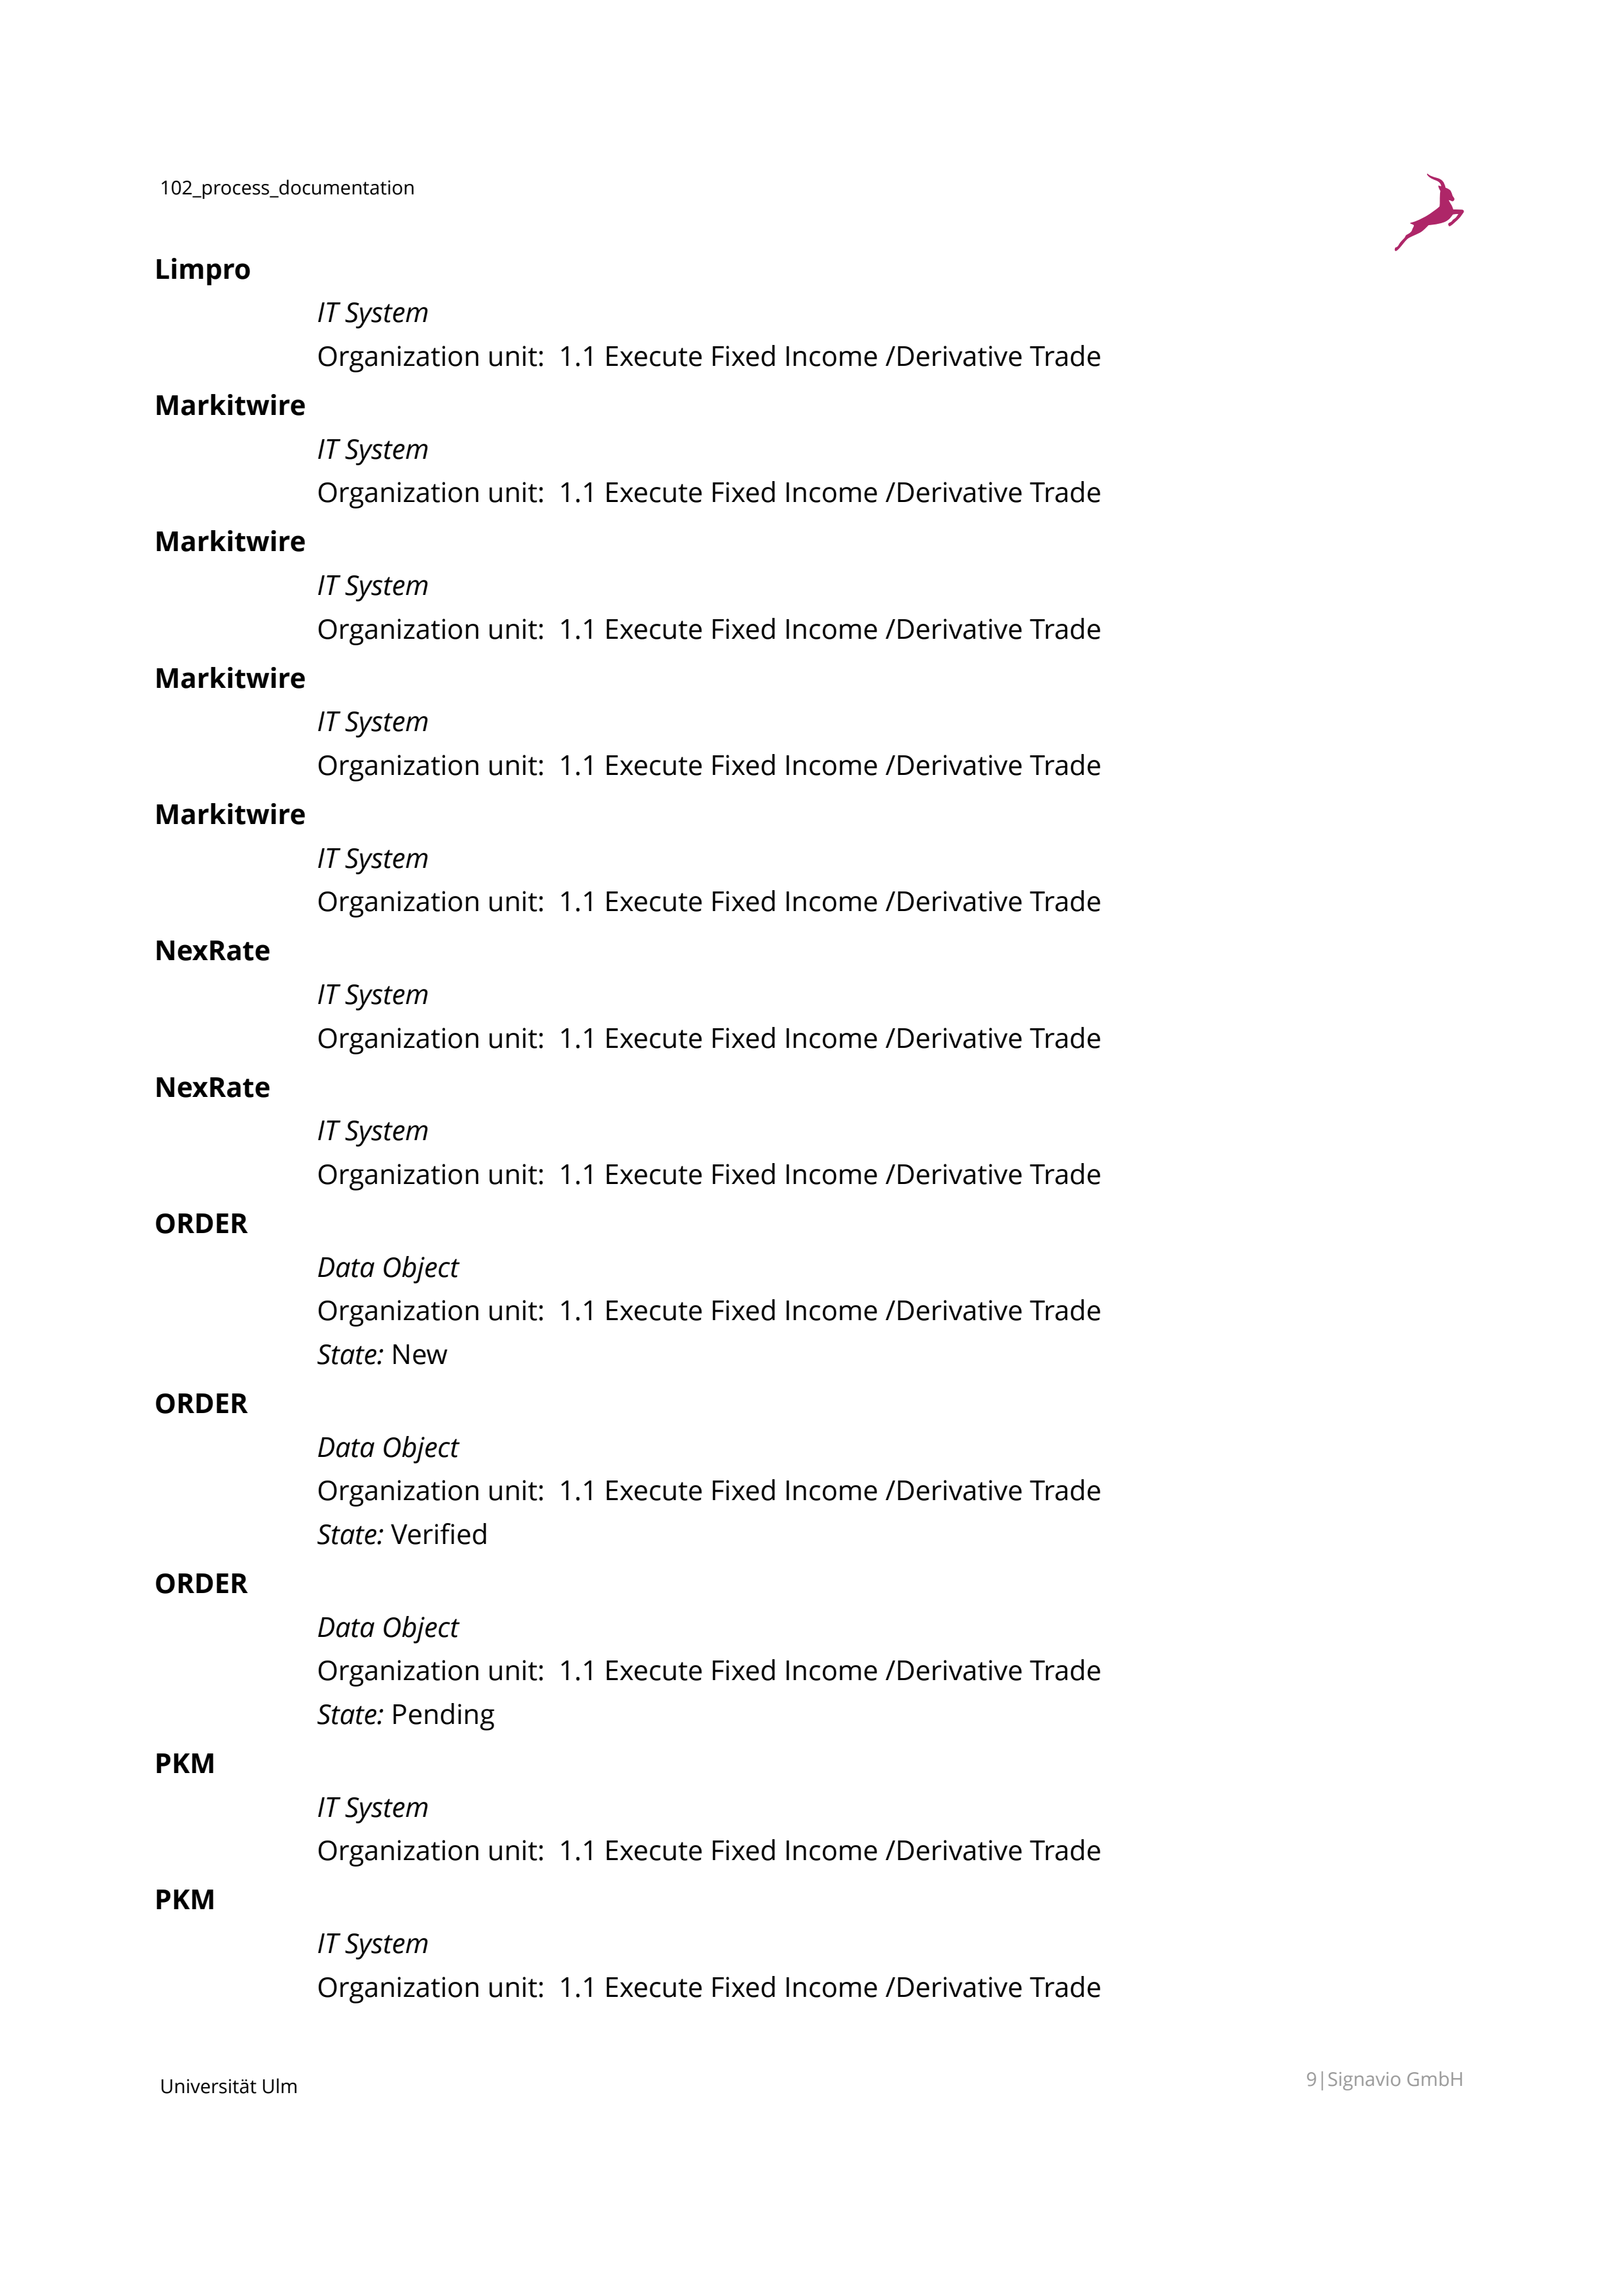 102_process_documentation
Limpro
IT System
Organization unit:  1.1 Execute Fixed Income /Derivative Trade
Markitwire
IT System
Organization unit:  1.1 Execute Fixed Income /Derivative Trade
Markitwire
IT System
Organization unit:  1.1 Execute Fixed Income /Derivative Trade
Markitwire
IT System
Organization unit:  1.1 Execute Fixed Income /Derivative Trade
Markitwire
IT System
Organization unit:  1.1 Execute Fixed Income /Derivative Trade
NexRate
IT System
Organization unit:  1.1 Execute Fixed Income /Derivative Trade
NexRate
IT System
Organization unit:  1.1 Execute Fixed Income /Derivative Trade
ORDER
Data Object
Organization unit:  1.1 Execute Fixed Income /Derivative Trade
State: New
ORDER
Data Object
Organization unit:  1.1 Execute Fixed Income /Derivative Trade
State: Verified
ORDER
Data Object
Organization unit:  1.1 Execute Fixed Income /Derivative Trade
State: Pending
PKM
IT System
Organization unit:  1.1 Execute Fixed Income /Derivative Trade
PKM
IT System
Organization unit:  1.1 Execute Fixed Income /Derivative Trade
Universität Ulm
9|Signavio GmbH